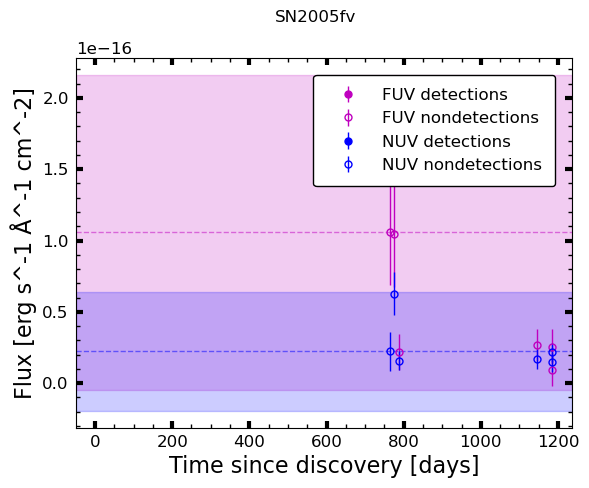 SN2005fv
1e−16
Flux [erg s^-1 Å^-1 cm^-2]
2.0
1.5
1.0
0.5
0.0
FUV detections
FUV nondetections
NUV detections
NUV nondetections
0 200 400 600 800 1000 1200
Time since discovery [days]